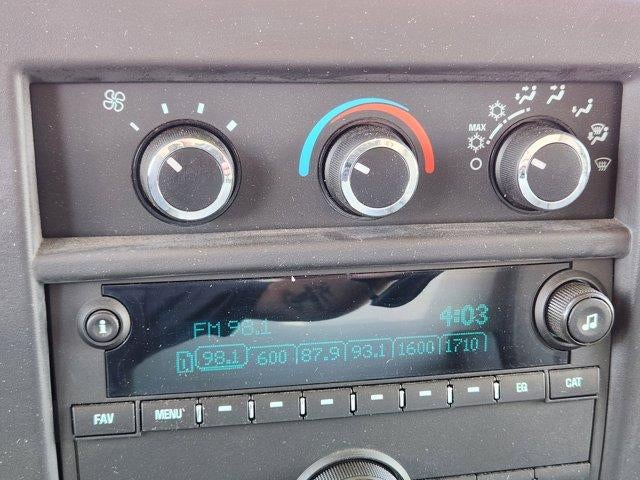 MAX
FM 98.1
4:03
98.1 600 87.9 93.1 1600 1710
i
FAV MENU EQ CAT